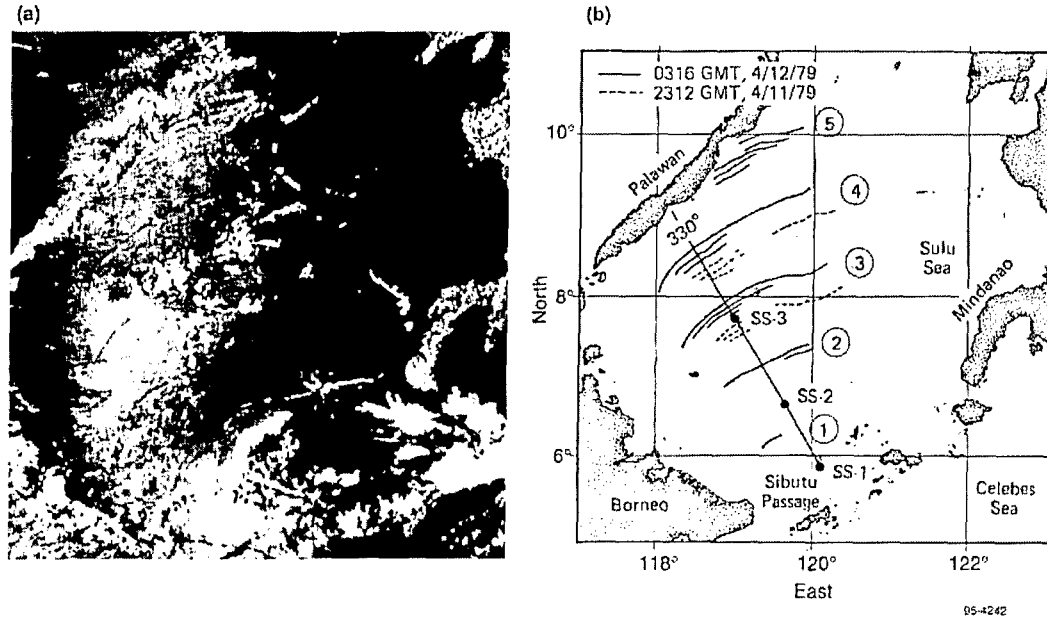 (a)
(b)
0316 GMT, 4/12/79
2312 GMT, 4/11/79
10°
5
Palawan
4
330°
Sulu
Sea
3
8°
North
Mindanao
SS-3
2
SS-2
1
6°
SS-1
Sibutu
Passage
Borneo
Celebes
Sea
118°
120°
122°
East
95-4242